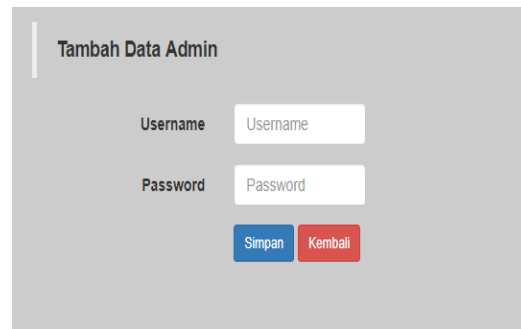 Tambah Data Admin
Username Username
Password Password
Simpan Kembali